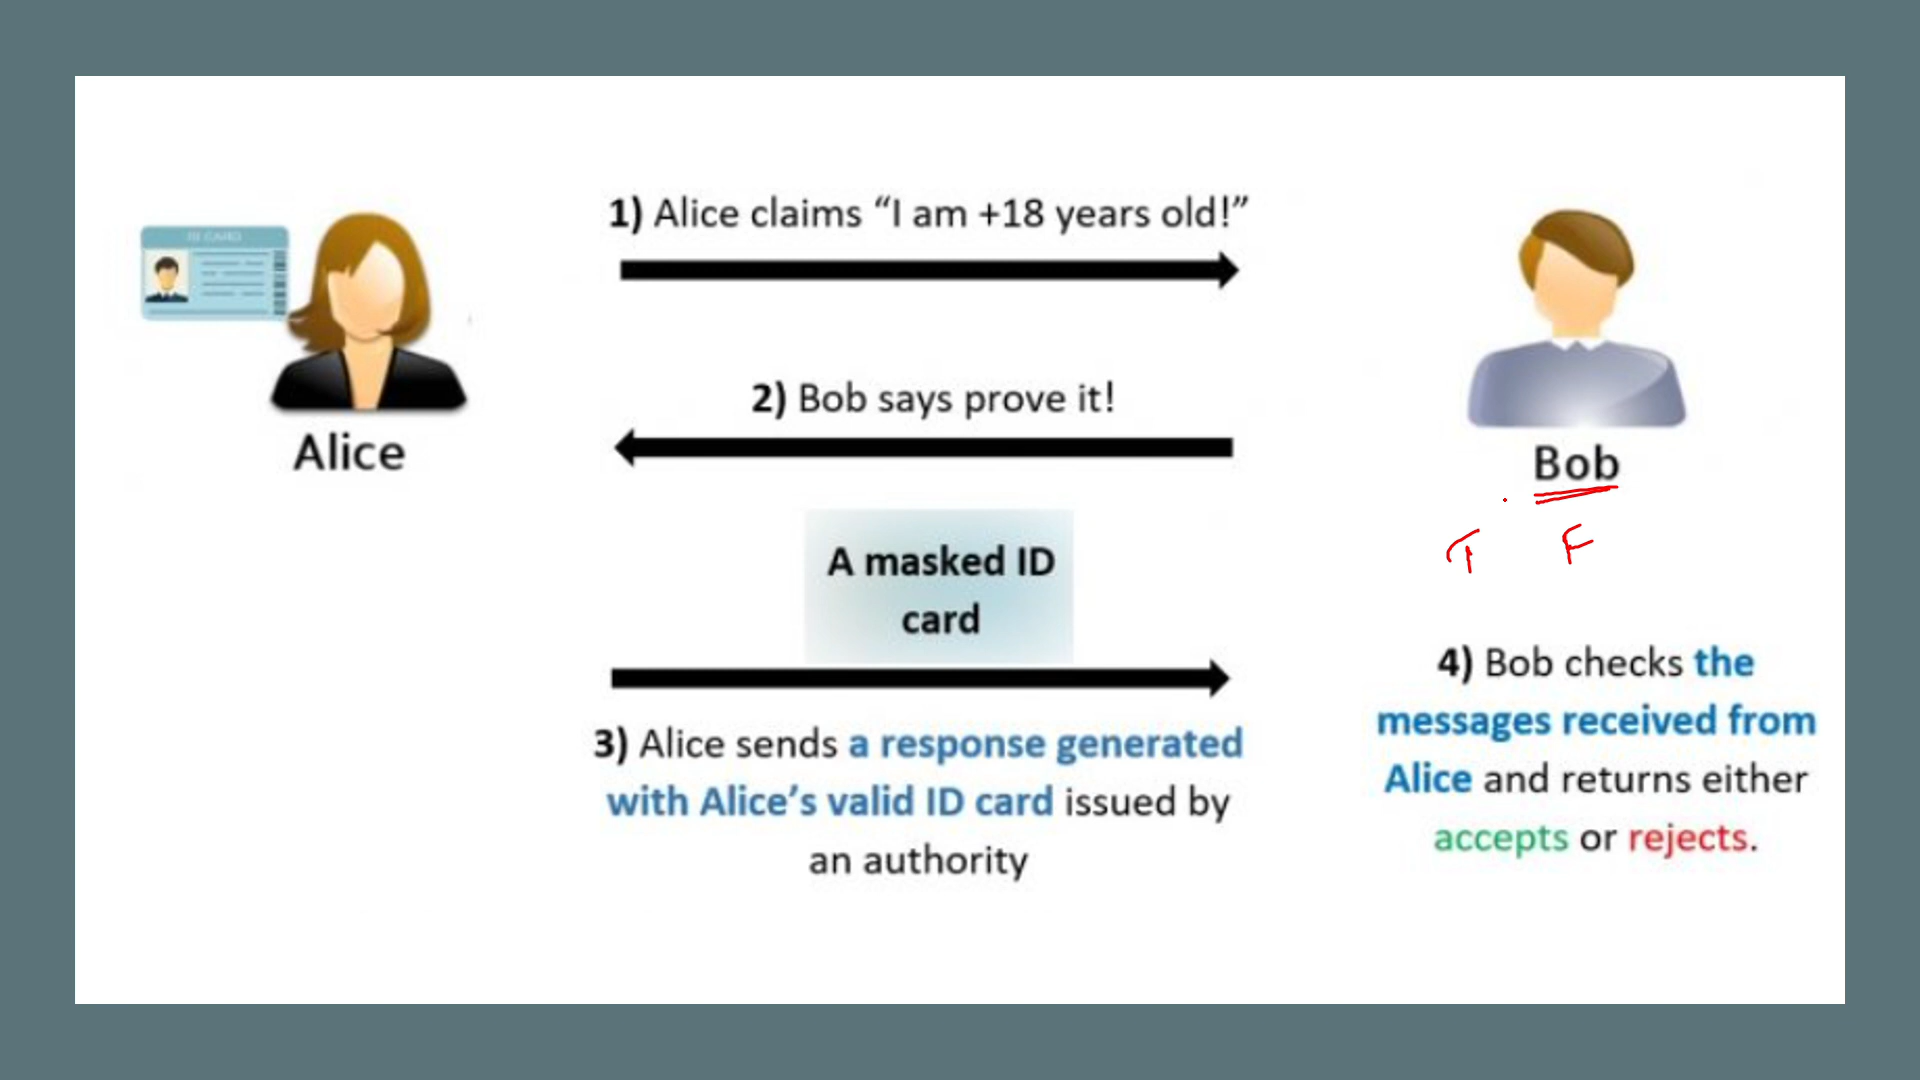 ID CARD
1) Alice claims “I am +18 years old!”
2) Bob says prove it!
Alice
Bob
T F
A masked ID
card
3) Alice sends a response generated
with Alice’s valid ID card issued by
an authority
4) Bob checks the
messages received from
Alice and returns either
accepts or rejects.